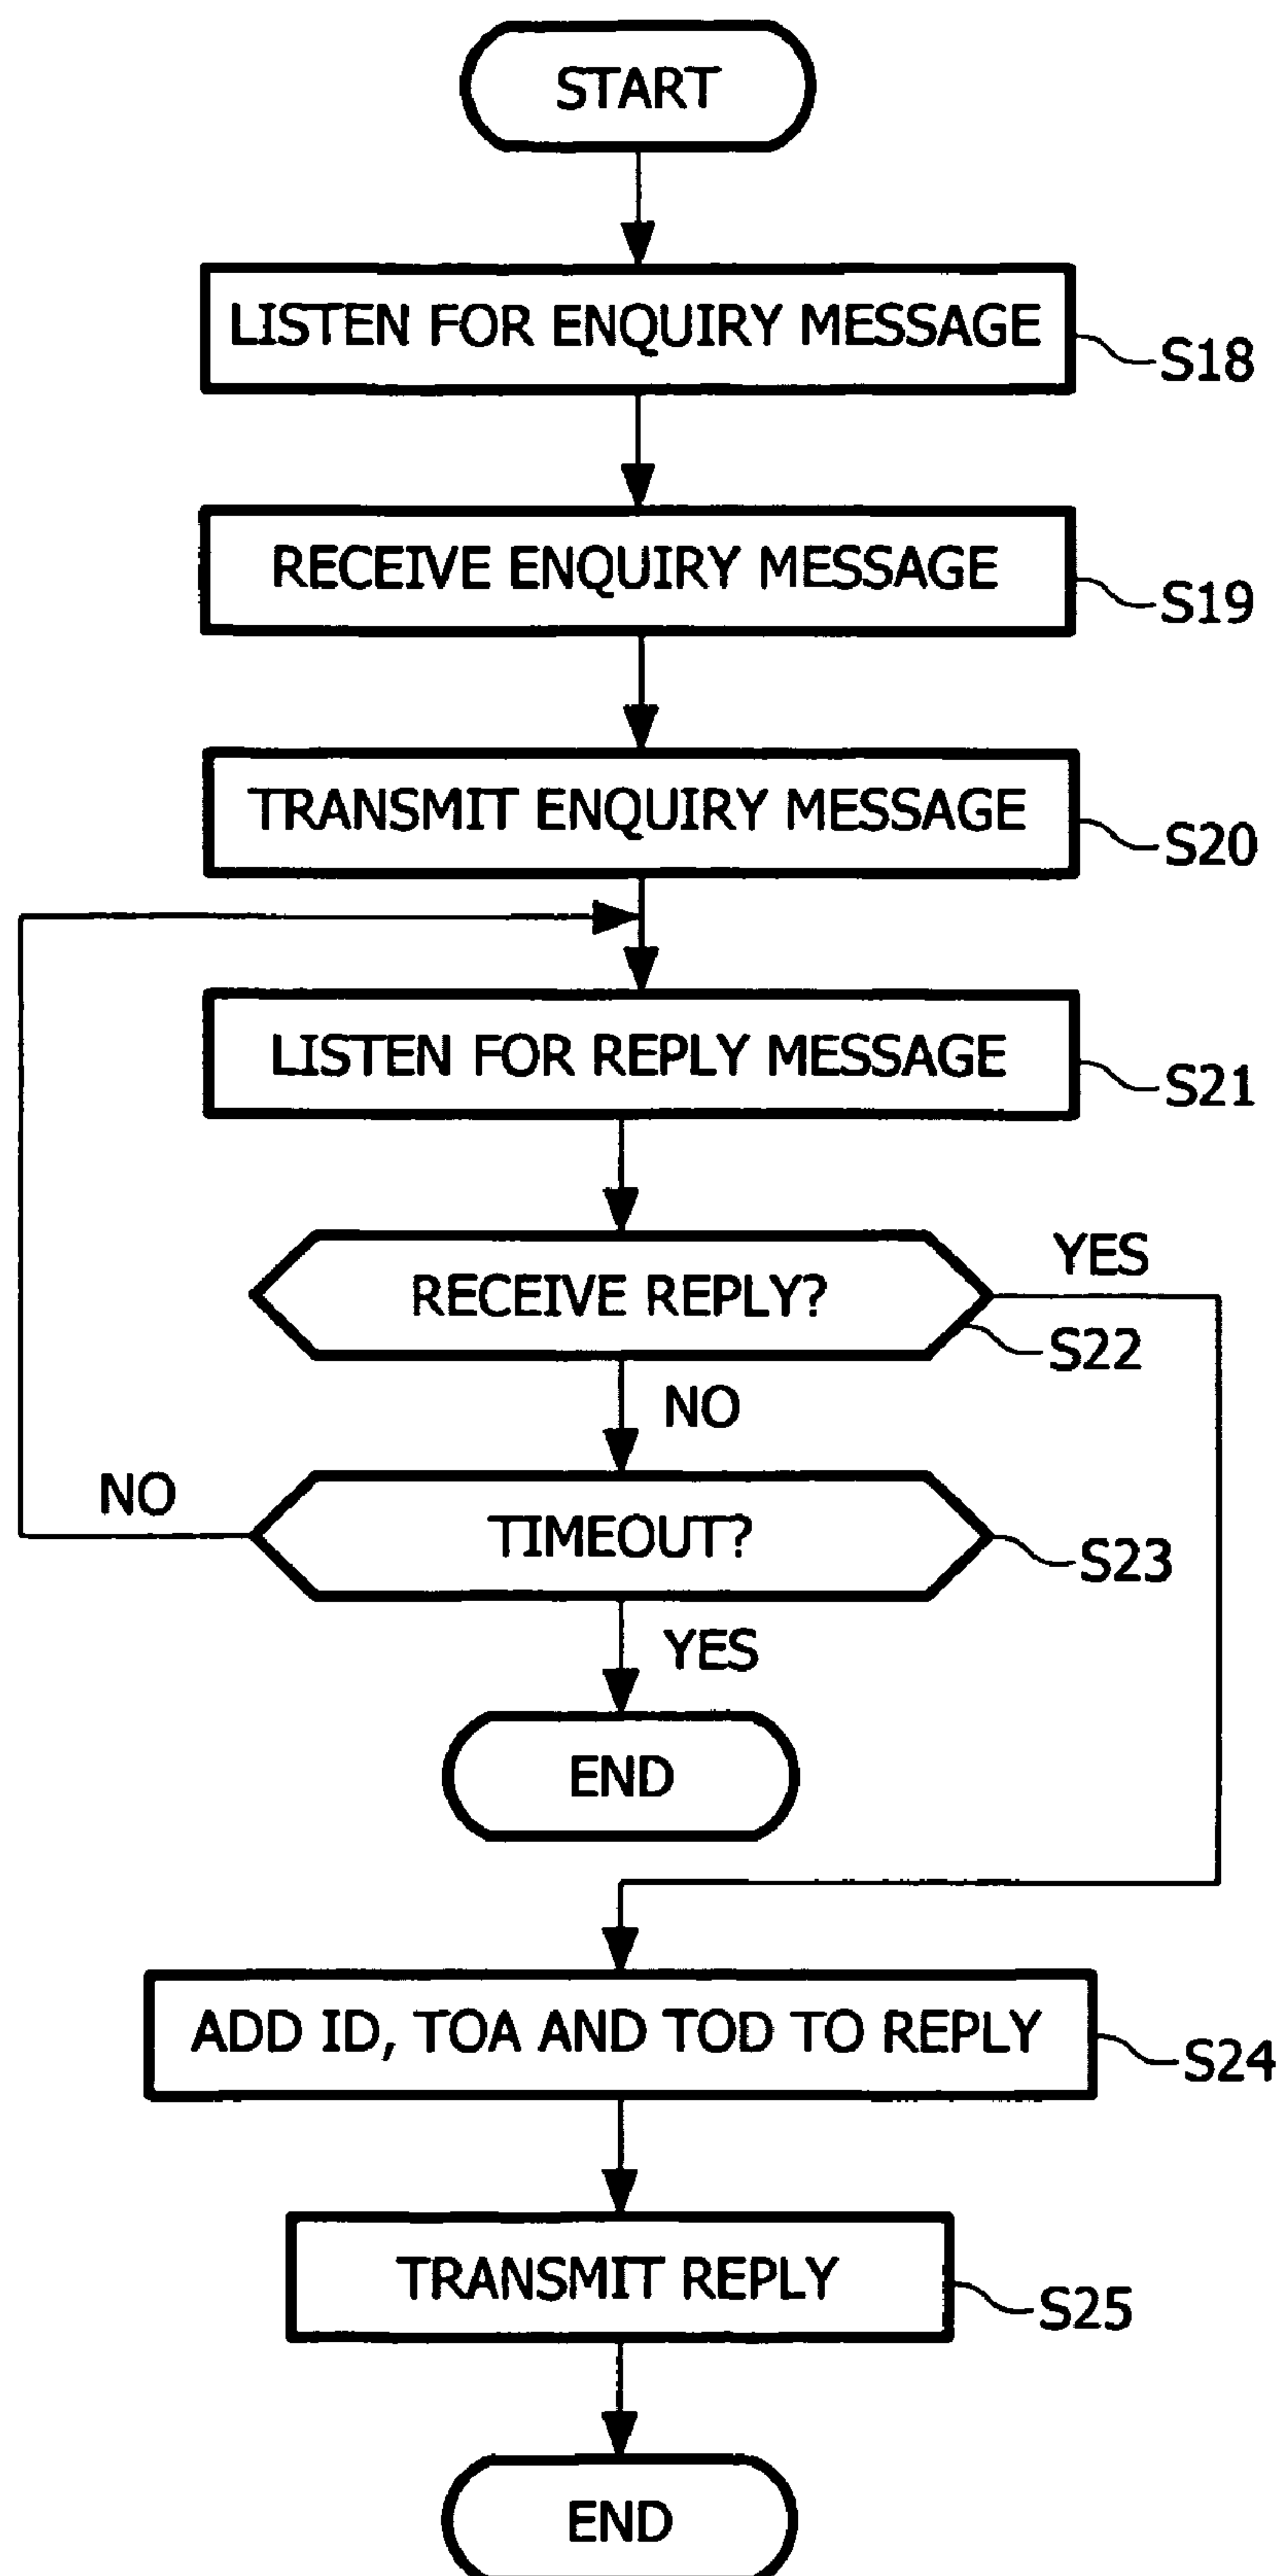 START
LISTEN FOR ENQUIRY MESSAGE
S18
RECEIVE ENQUIRY MESSAGE
S19
TRANSMIT ENQUIRY MESSAGE
S20
LISTEN FOR REPLY MESSAGE
S21
YES
RECEIVE REPLY?
S22
NO
NO
TIMEOUT?
S23
YES
END
ADD ID, TOA AND TOD TO REPLY
S24
TRANSMIT REPLY
S25
END